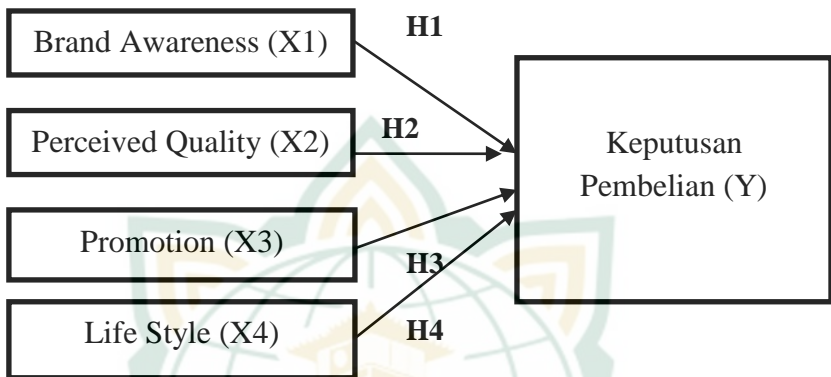 Brand Awareness (X1)
H1
Perceived Quality (X2)
H2
Keputusan
Pembelian (Y)
Promotion (X3)
H3
Life Style (X4)
H4